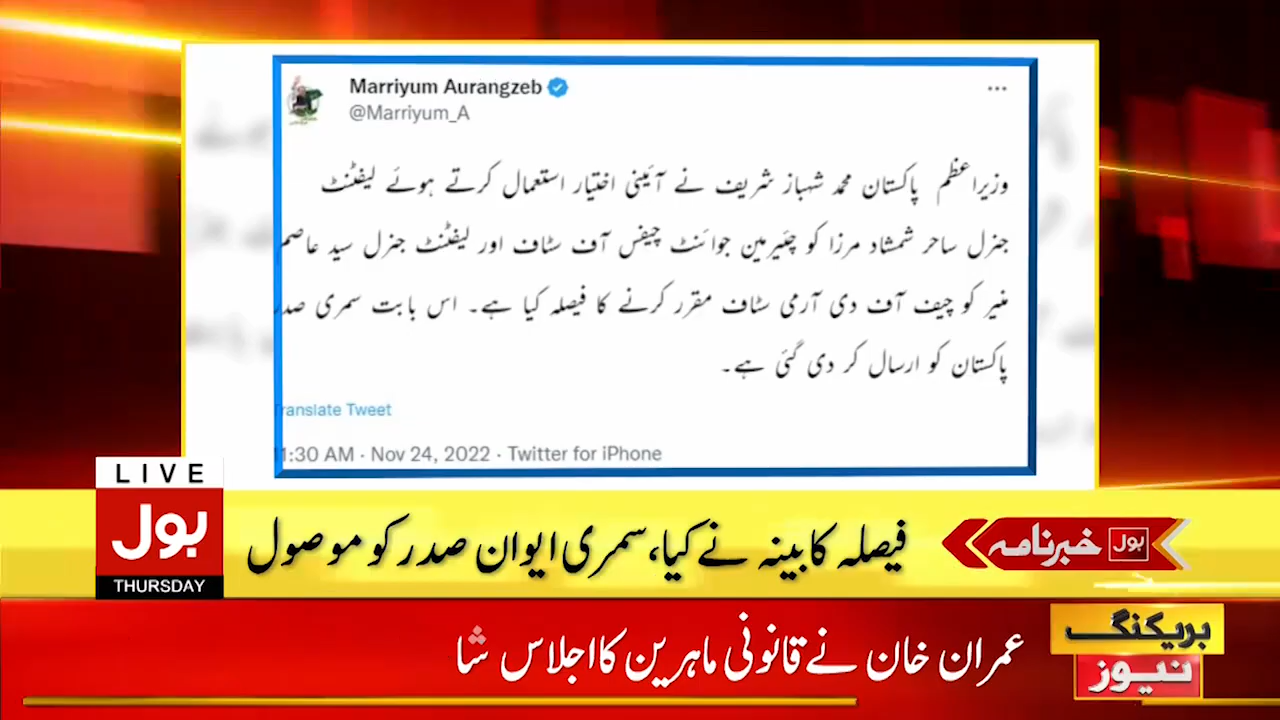 Marriyum Aurangzeb
@Marriyum_A
وزیراعظم پاکستان محمد شہباز شریف نے آئینی اختیار استعمال کرتے ہوئے لیفٹنٹ
جنرل ساحر شمشاد مرزا کو چئیرمین جوائنٹ چیفس آف سٹاف اور لیفٹنٹ جنرل سید عاصم
منیر کو چیف آف دی آرمی سٹاف مقرر کرنے کا فیصلہ کیا ہے۔ اس بابت سمری صدر
پاکستان کو ارسال کر دی گئی ہے۔
ranslate Tweet
1:30 AM · Nov 24, 2022 · Twitter for iPhone
LIVE
بول
THURSDAY
بول خبرنامہ
فیصلہ کابینہ نے کیا، سمری ایوان صدر کو موصول
بریکنگ
نیوز
عمران خان نے قانونی ماہرین کا اجلاس شا